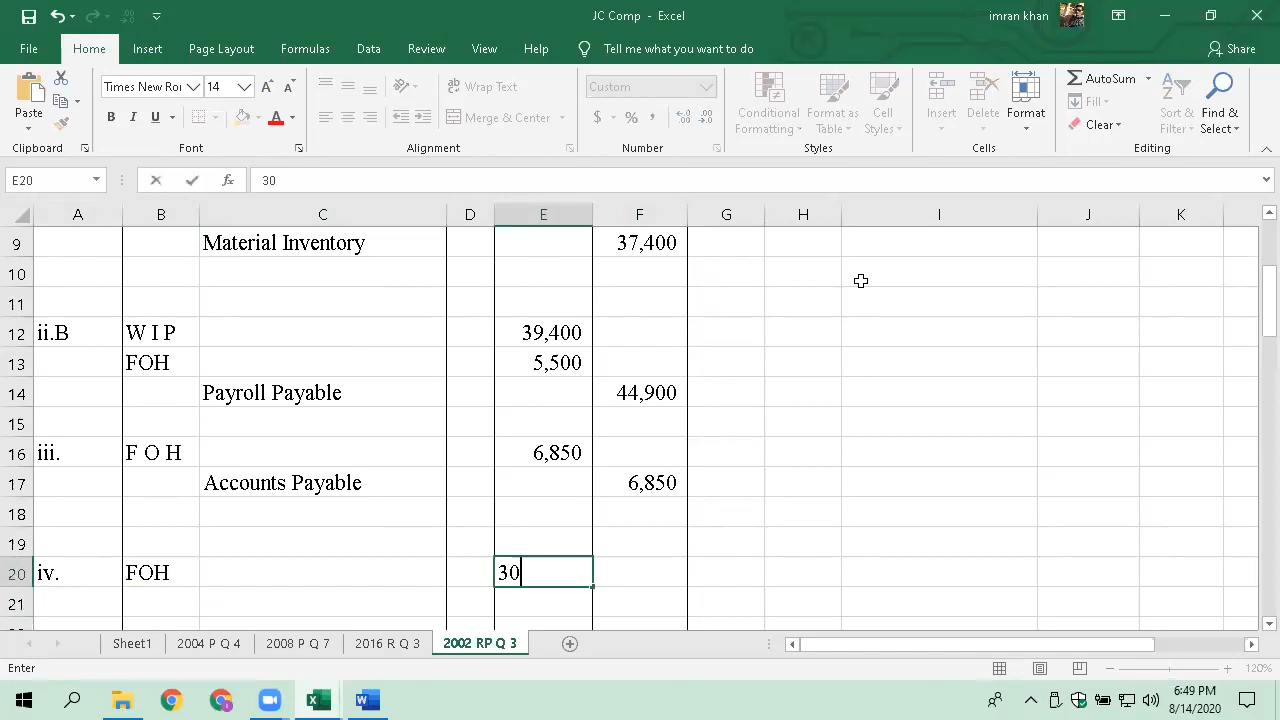 JC Comp - Excel
imran khan
File Home Insert Page Layout Formulas Data Review View Help Tell me what you want to do Share
Times New Roi 14
Wrap Text
Custom
AutoSum
Paste
Merge & Center
Conditional Formatting
Format as Table
Cell Styles
Insert Delete Format
Fill
Clear
Sort & Filter
Find & Select
Clipboard Font Alignment Number Styles Cells Editing
E20 fx 30
A B C D E F G H I J K
9 Material Inventory 37,400
10
11
12 ii.B W I P 39,400
13 FOH 5,500
14 Payroll Payable 44,900
15
16 iii. F O H 6,850
17 Accounts Payable 6,850
18
19
20 iv. FOH 30
21
Sheet1 2004 P Q 4 2008 P Q 7 2016 R Q 3 2002 RP Q 3
Enter 120%
6:49 PM
8/14/2020